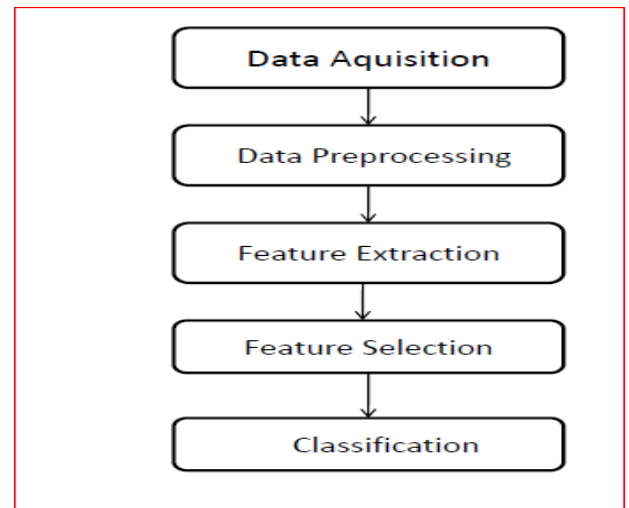 Data Aquisition
Data Preprocessing
Feature Extraction
Feature Selection
Classification